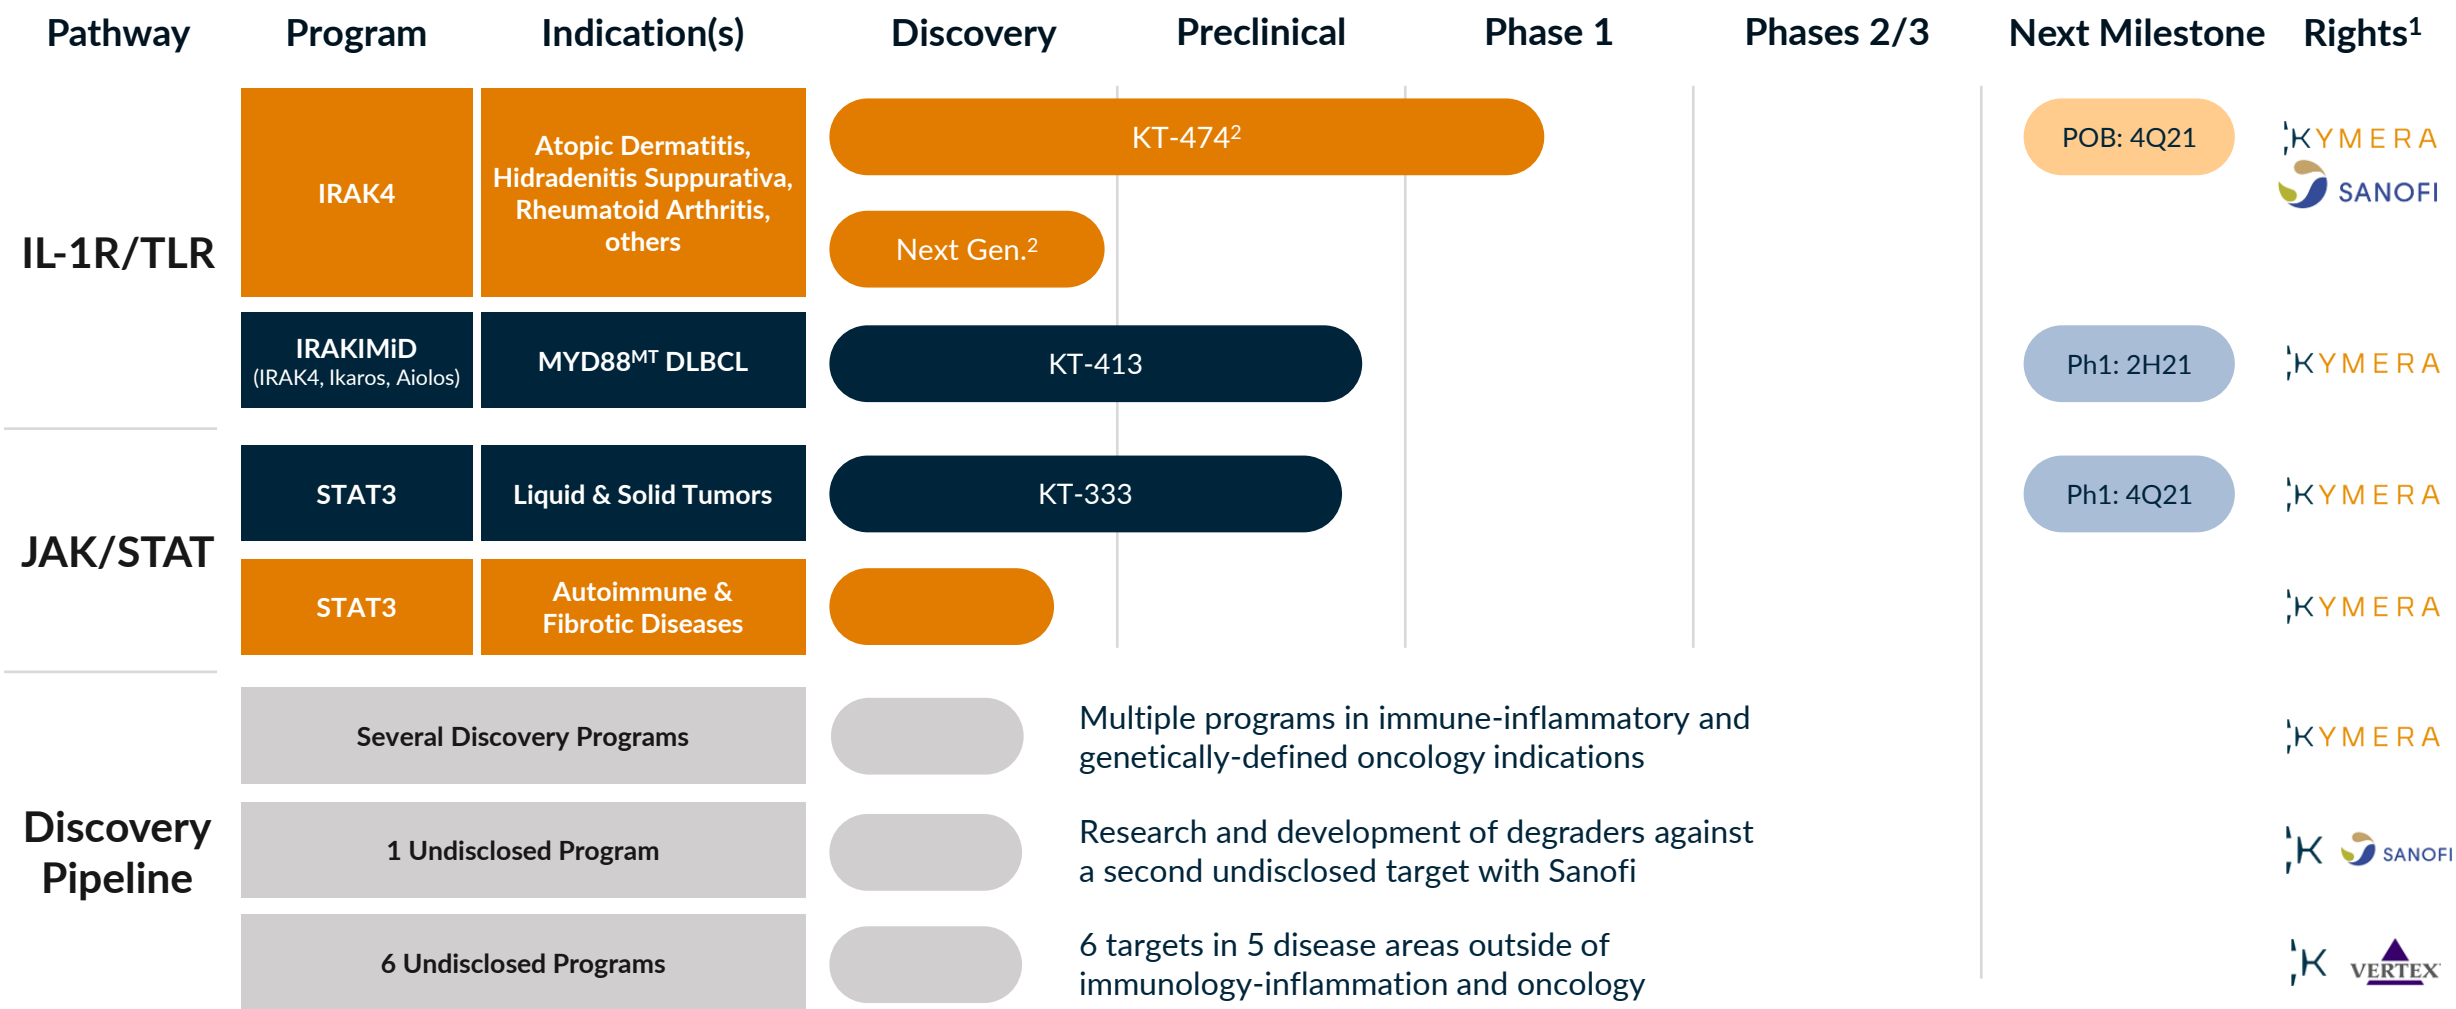 Pathway Program Indication(s) Discovery Preclinical Phase 1 Phases 2/3 Next Milestone Rights¹
IL-1R/TLR
IRAK4
Atopic Dermatitis,
Hidradenitis Suppurativa,
Rheumatoid Arthritis,
others
KT-474²
POB: 4Q21
KYMERA
SANOFI
Next Gen.²
IRAKIMiD
(IRAK4, Ikaros, Aiolos)
MYD88ᴹᵀ DLBCL
KT-413
Ph1: 2H21
KYMERA
JAK/STAT
STAT3
Liquid & Solid Tumors
KT-333
Ph1: 4Q21
KYMERA
STAT3
Autoimmune &
Fibrotic Diseases
KYMERA
Discovery
Pipeline
Several Discovery Programs
Multiple programs in immune-inflammatory and
genetically-defined oncology indications
KYMERA
1 Undisclosed Program
Research and development of degraders against
a second undisclosed target with Sanofi
K SANOFI
6 Undisclosed Programs
6 targets in 5 disease areas outside of
immunology-inflammation and oncology
K VERTEX